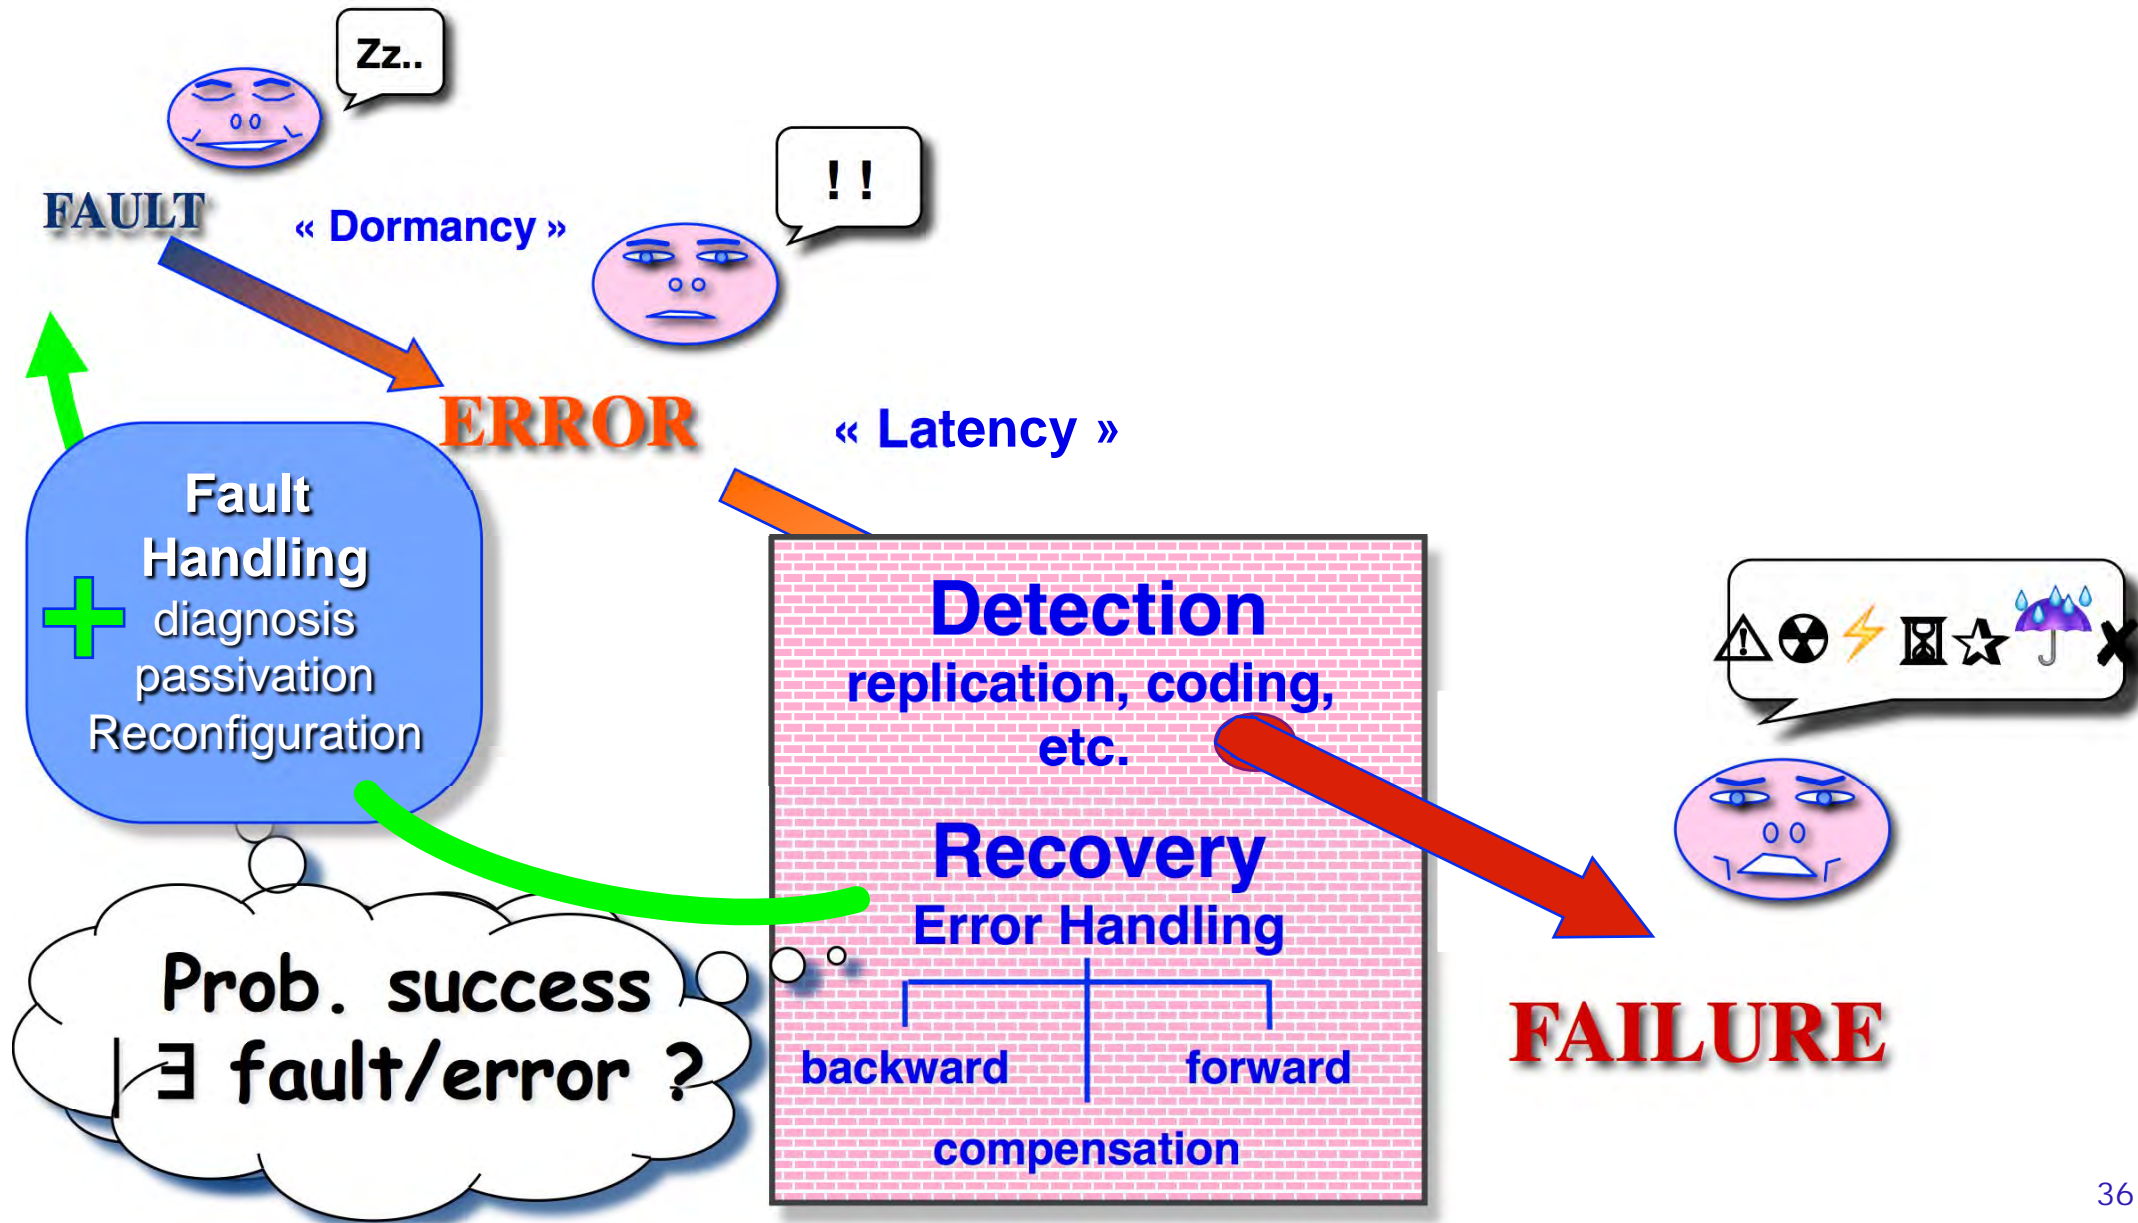 Zz..
! !
FAULT
« Dormancy »
ERROR
« Latency »
Fault
Handling
diagnosis
passivation
Reconfiguration
Detection
replication, coding,
etc.
Recovery
Error Handling
backward
forward
compensation
Prob. success
| ∃ fault/error ?
FAILURE
36